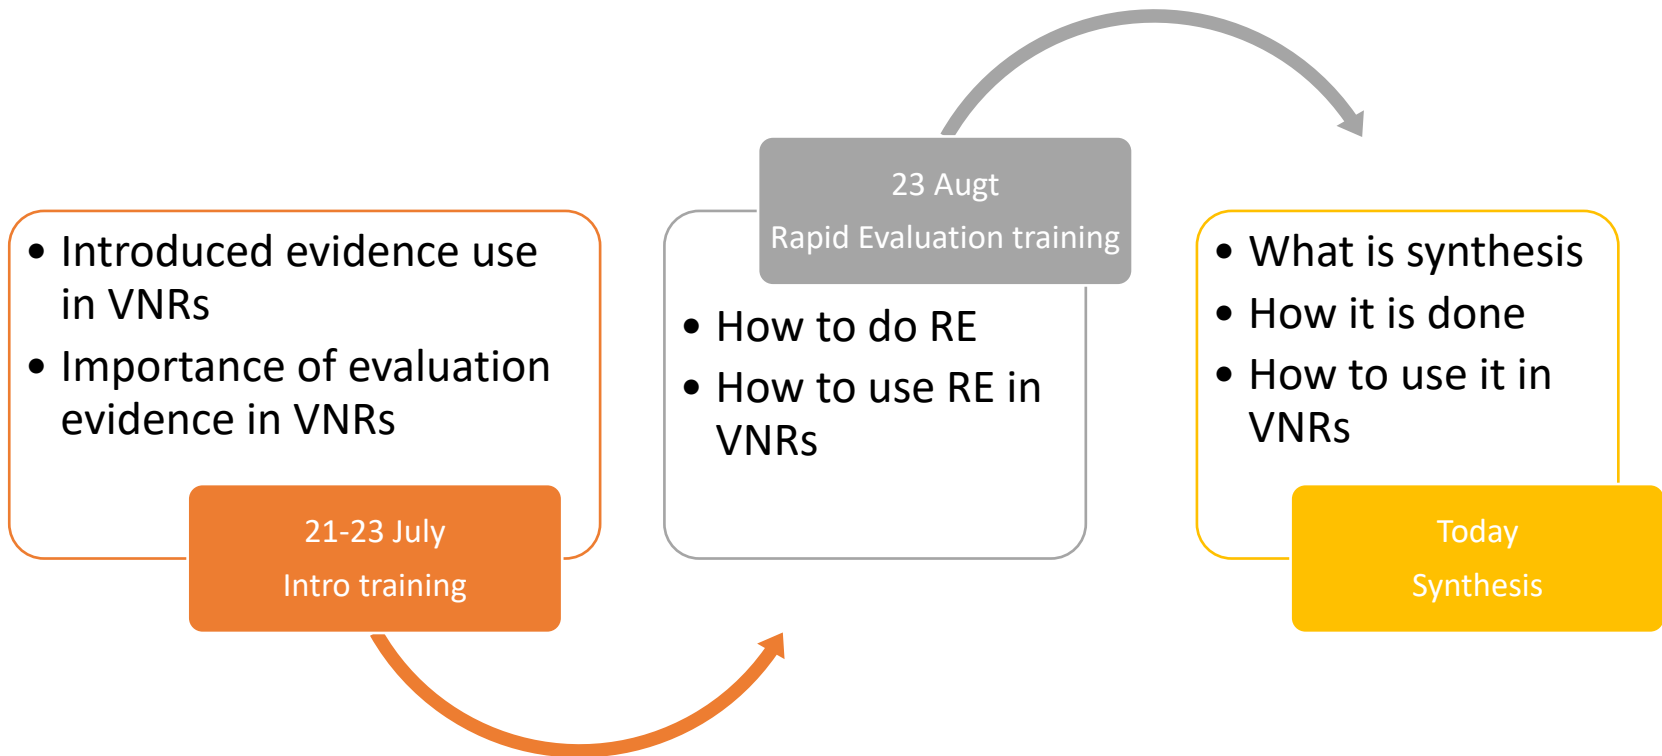 • Introduced evidence use
in VNRs
• Importance of evaluation
evidence in VNRs
21-23 July
Intro training
23 Augt
Rapid Evaluation training
• How to do RE
• How to use RE in
VNRs
• What is synthesis
• How it is done
• How to use it in
VNRs
Today
Synthesis